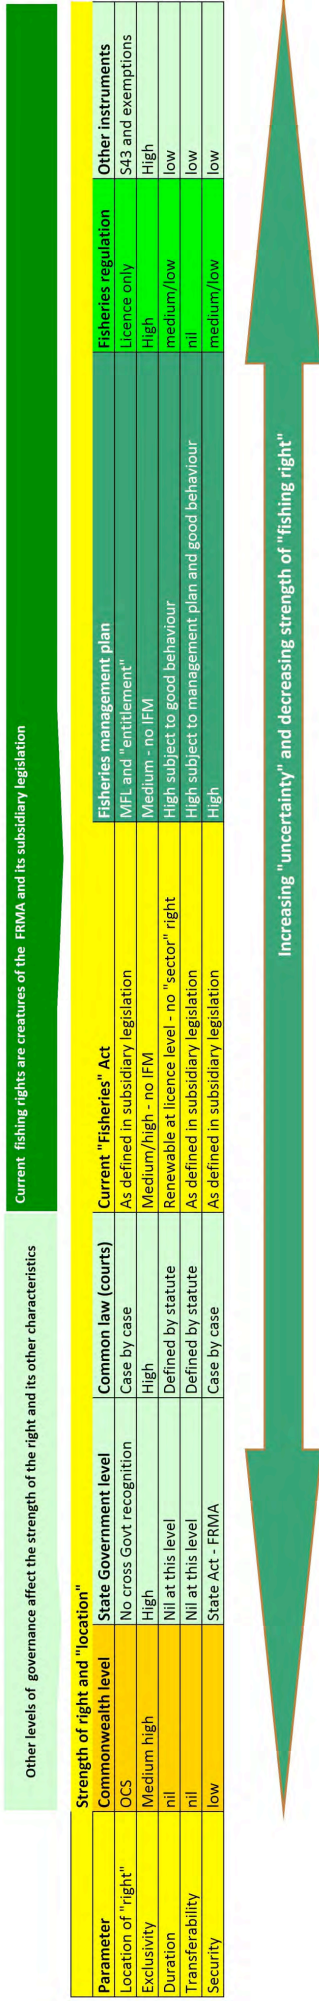 Other levels of governance affect the strength of the right and its other characteristics
Current fishing rights are creatures of the FRMA and its subsidiary legislation
Strength of right and "location"
Parameter Commonwealth level State Government level Common law (courts) Current "Fisheries" Act Fisheries management plan Fisheries regulation Other instruments
Location of "right" OCS No cross Govt recognition Case by case As defined in subsidiary legislation MFL and "entitlement" Licence only S43 and exemptions
Exclusivity Medium high High High Medium/high - no IFM Medium - no IFM High High
Duration nil Nil at this level Defined by statute Renewable at licence level - no "sector" right High subject to good behaviour medium/low low
Transferability nil Nil at this level Defined by statute As defined in subsidiary legislation High subject to management plan and good behaviour nil low
Security low State Act - FRMA Case by case As defined in subsidiary legislation High medium/low low
Increasing "uncertainty" and decreasing strength of "fishing right"